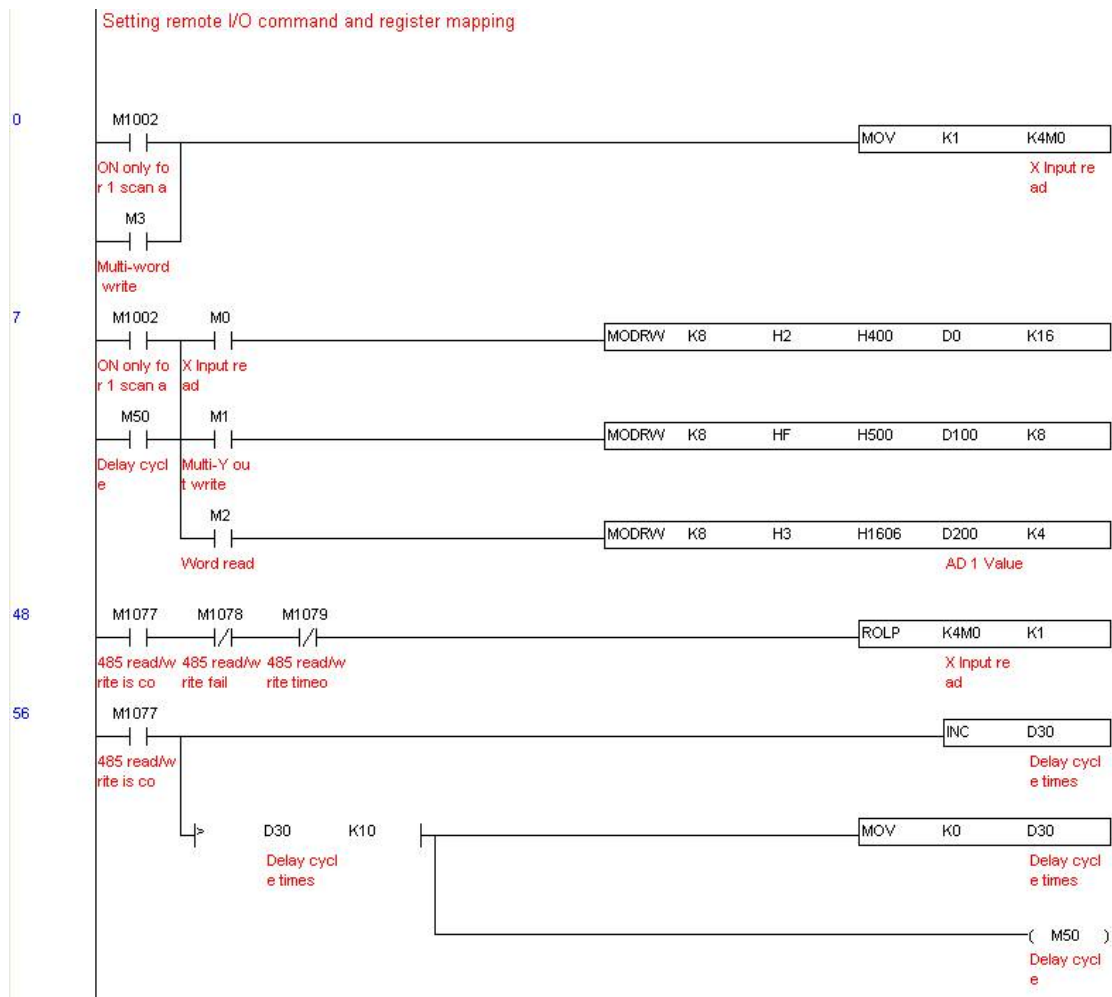 Setting remote I/O command and register mapping
0
M1002
MOV K1 K4M0
ON only fo
r 1 scan a
X Input re
ad
M3
Multi-word
write
7
M1002 M0
MODRW K8 H2 H400 D0 K16
ON only fo X Input re
r 1 scan a ad
M50 M1
MODRW K8 HF H500 D100 K8
Delay cycl Multi-Y ou
e t write
M2
MODRW K8 H3 H1606 D200 K4
Word read AD 1 Value
48
M1077 M1078 M1079
ROLP K4M0 K1
485 read/w 485 read/w 485 read/w X Input re
rite is co rite fail rite timeo ad
56
M1077
INC D30
485 read/w Delay cycl
rite is co e times
> D30 K10 MOV K0 D30
Delay cycl Delay cycl
e times e times
( M50 )
Delay cycl
e